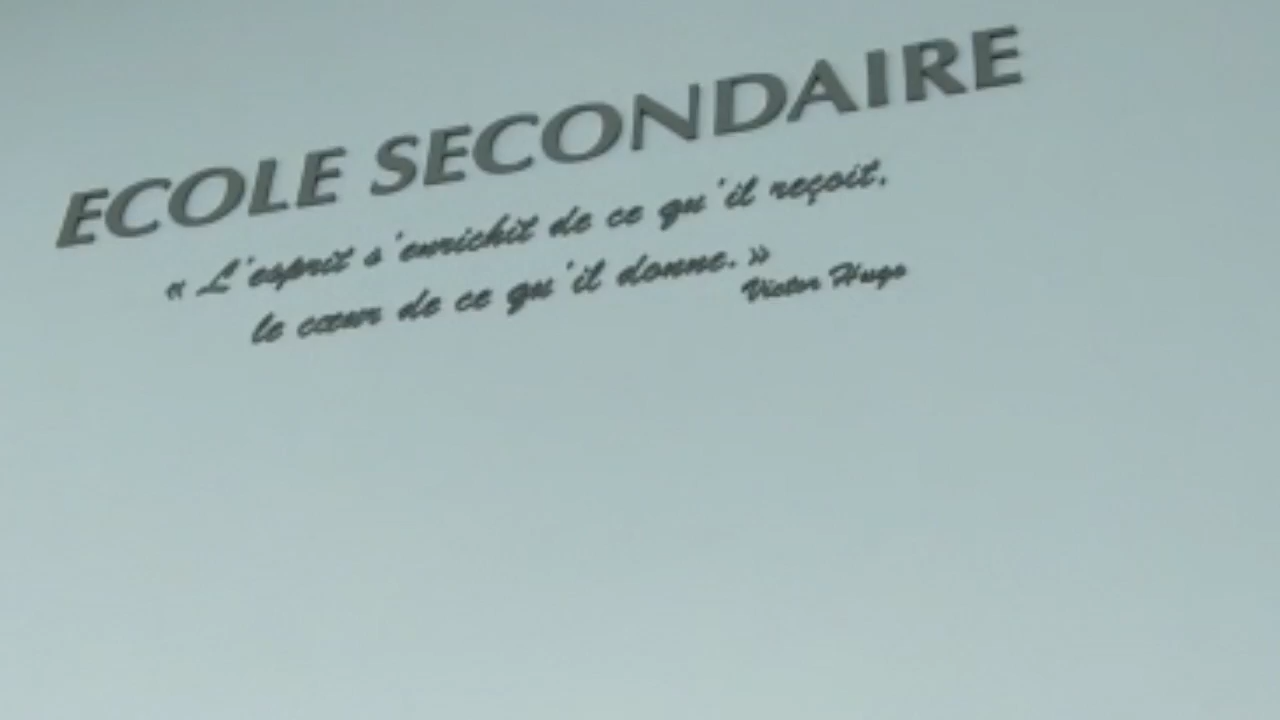 ECOLE SECONDAIRE
« L'esprit s'enrichit de ce qu'il reçoit,
le cœur de ce qu'il donne. »
Victor Hugo